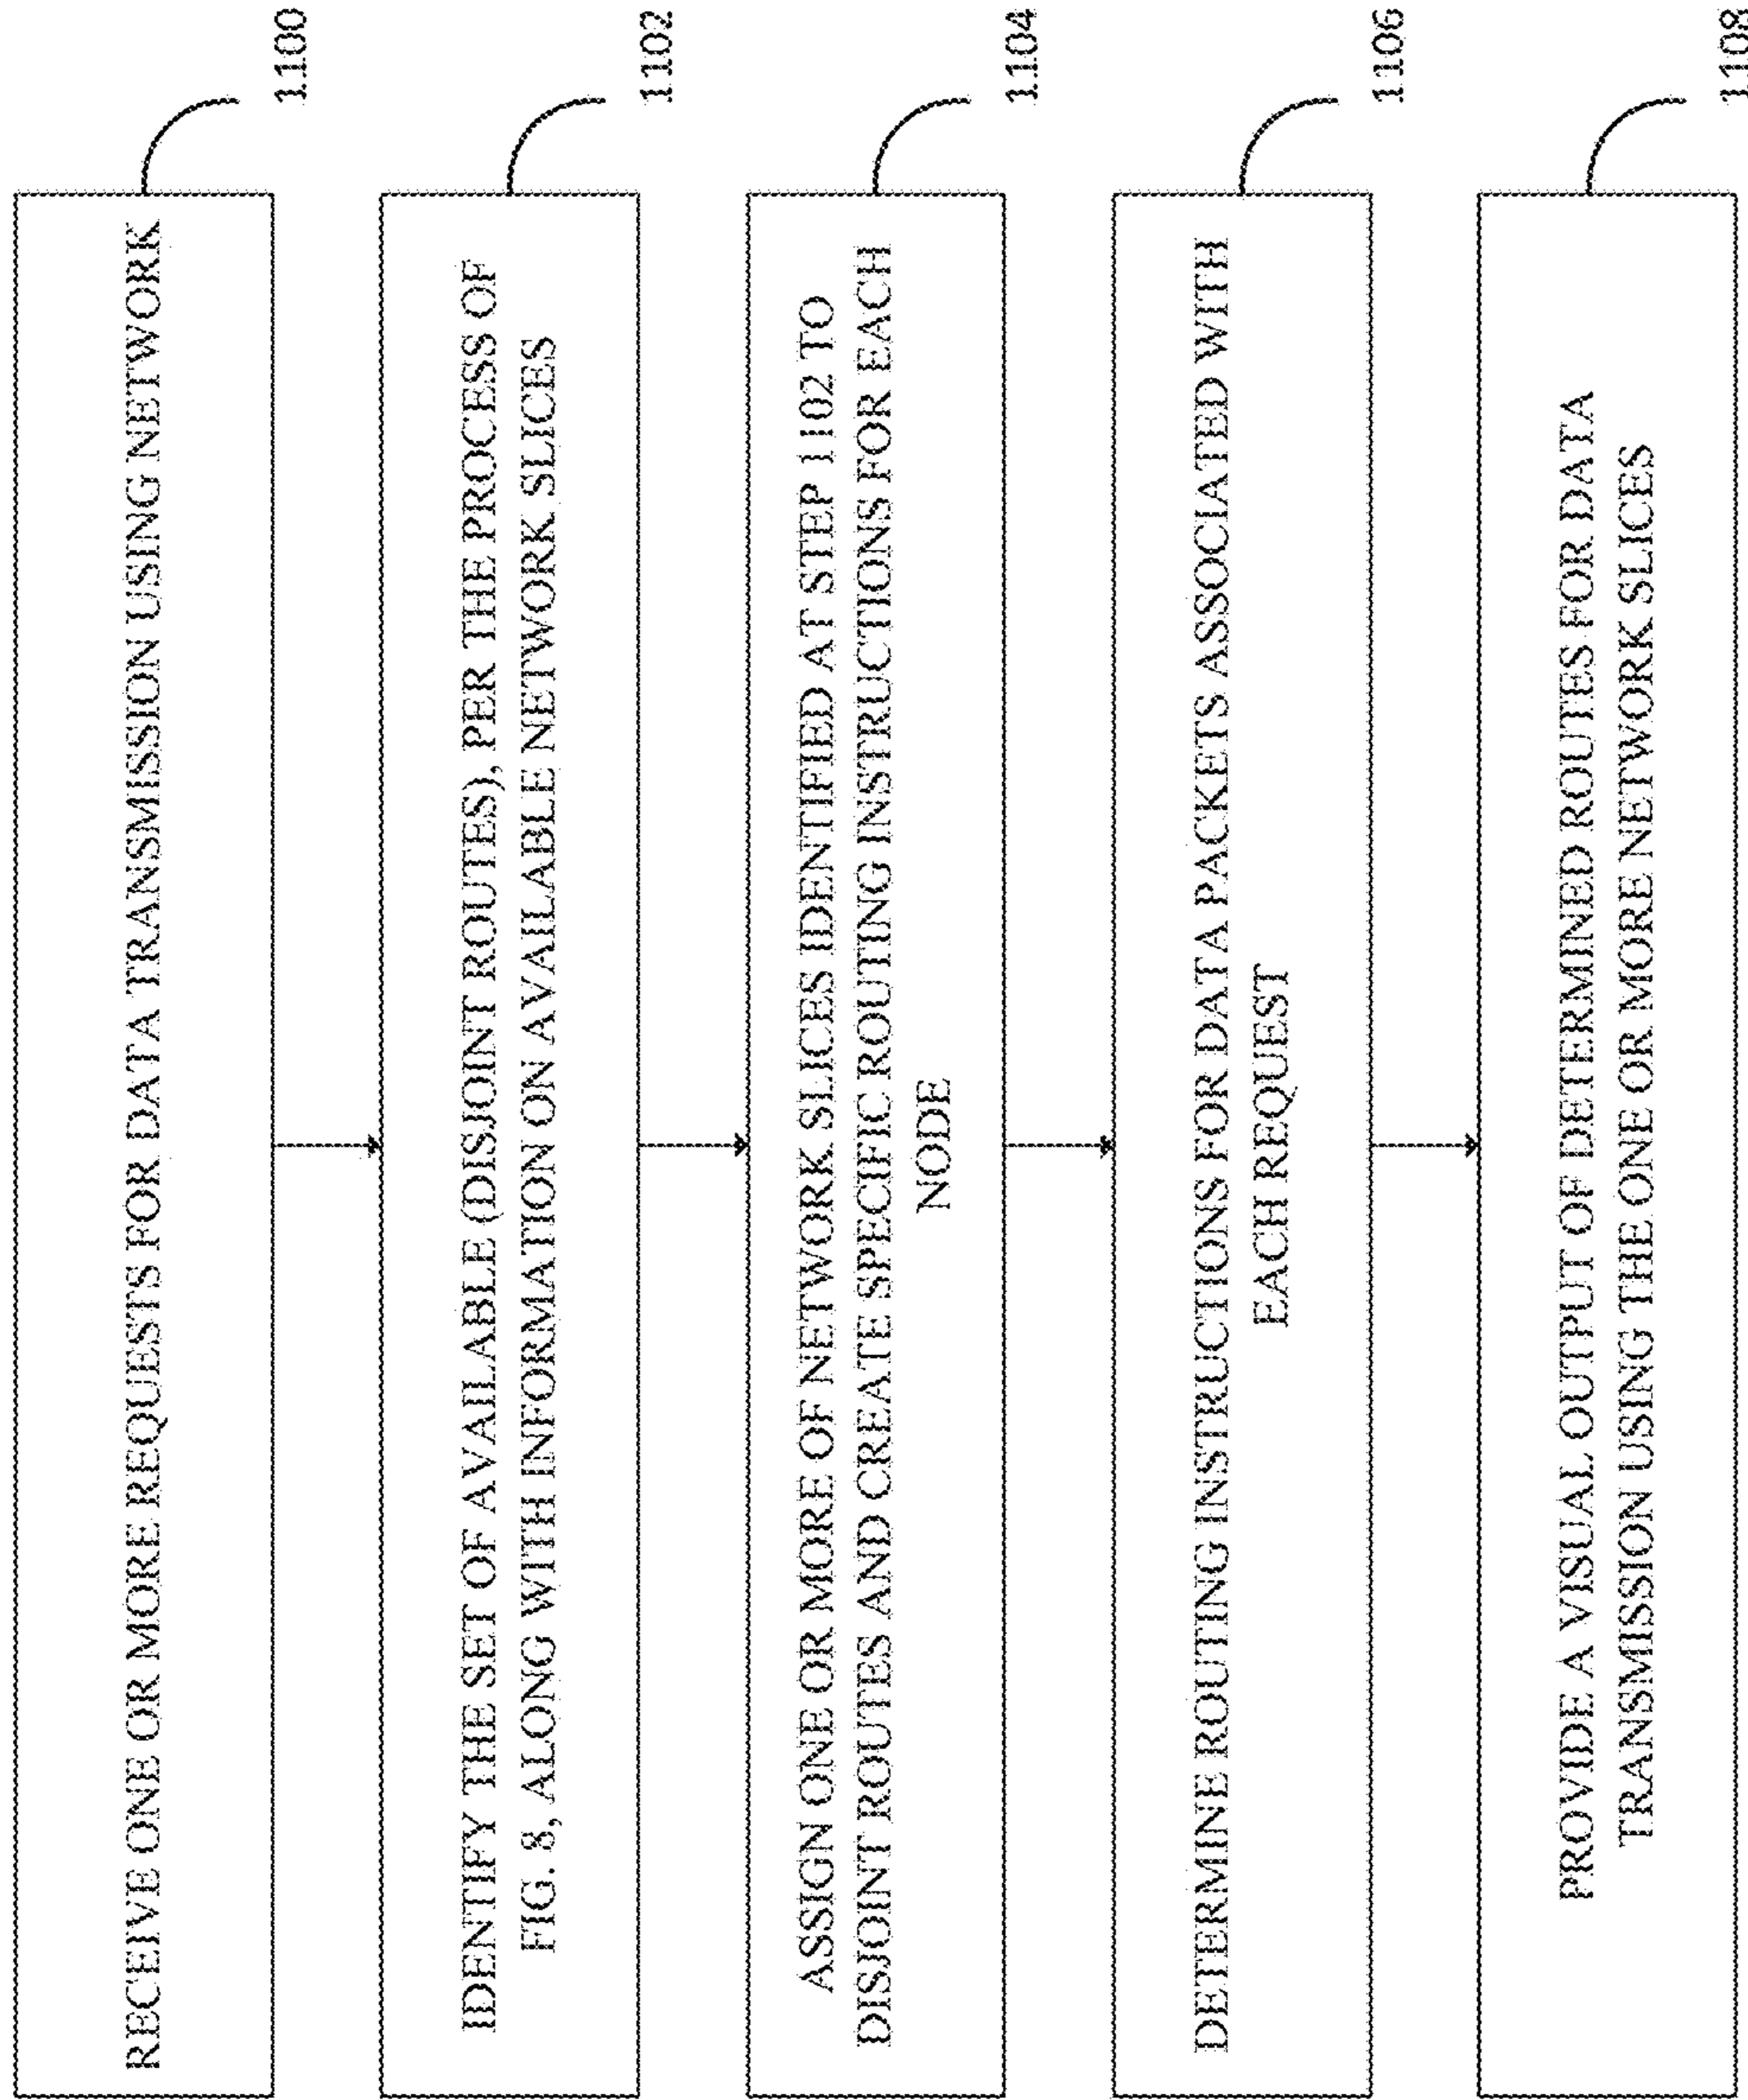 RECEIVE ONE OR MORE REQUESTS FOR DATA TRANSMISSION USING NETWORK
1100
IDENTIFY THE SET OF AVAILABLE (DISJOINT ROUTES), PER THE PROCESS OF
FIG. 8, ALONG WITH INFORMATION ON AVAILABLE NETWORK SLICES
1102
ASSIGN ONE OR MORE OF NETWORK SLICES IDENTIFIED AT STEP 1102 TO
DISJOINT ROUTES AND CREATE SPECIFIC ROUTING INSTRUCTIONS FOR EACH
NODE
1104
DETERMINE ROUTING INSTRUCTIONS FOR DATA PACKETS ASSOCIATED WITH
EACH REQUEST
1106
PROVIDE A VISUAL OUTPUT OF DETERMINED ROUTES FOR DATA
TRANSMISSION USING THE ONE OR MORE NETWORK SLICES
1108